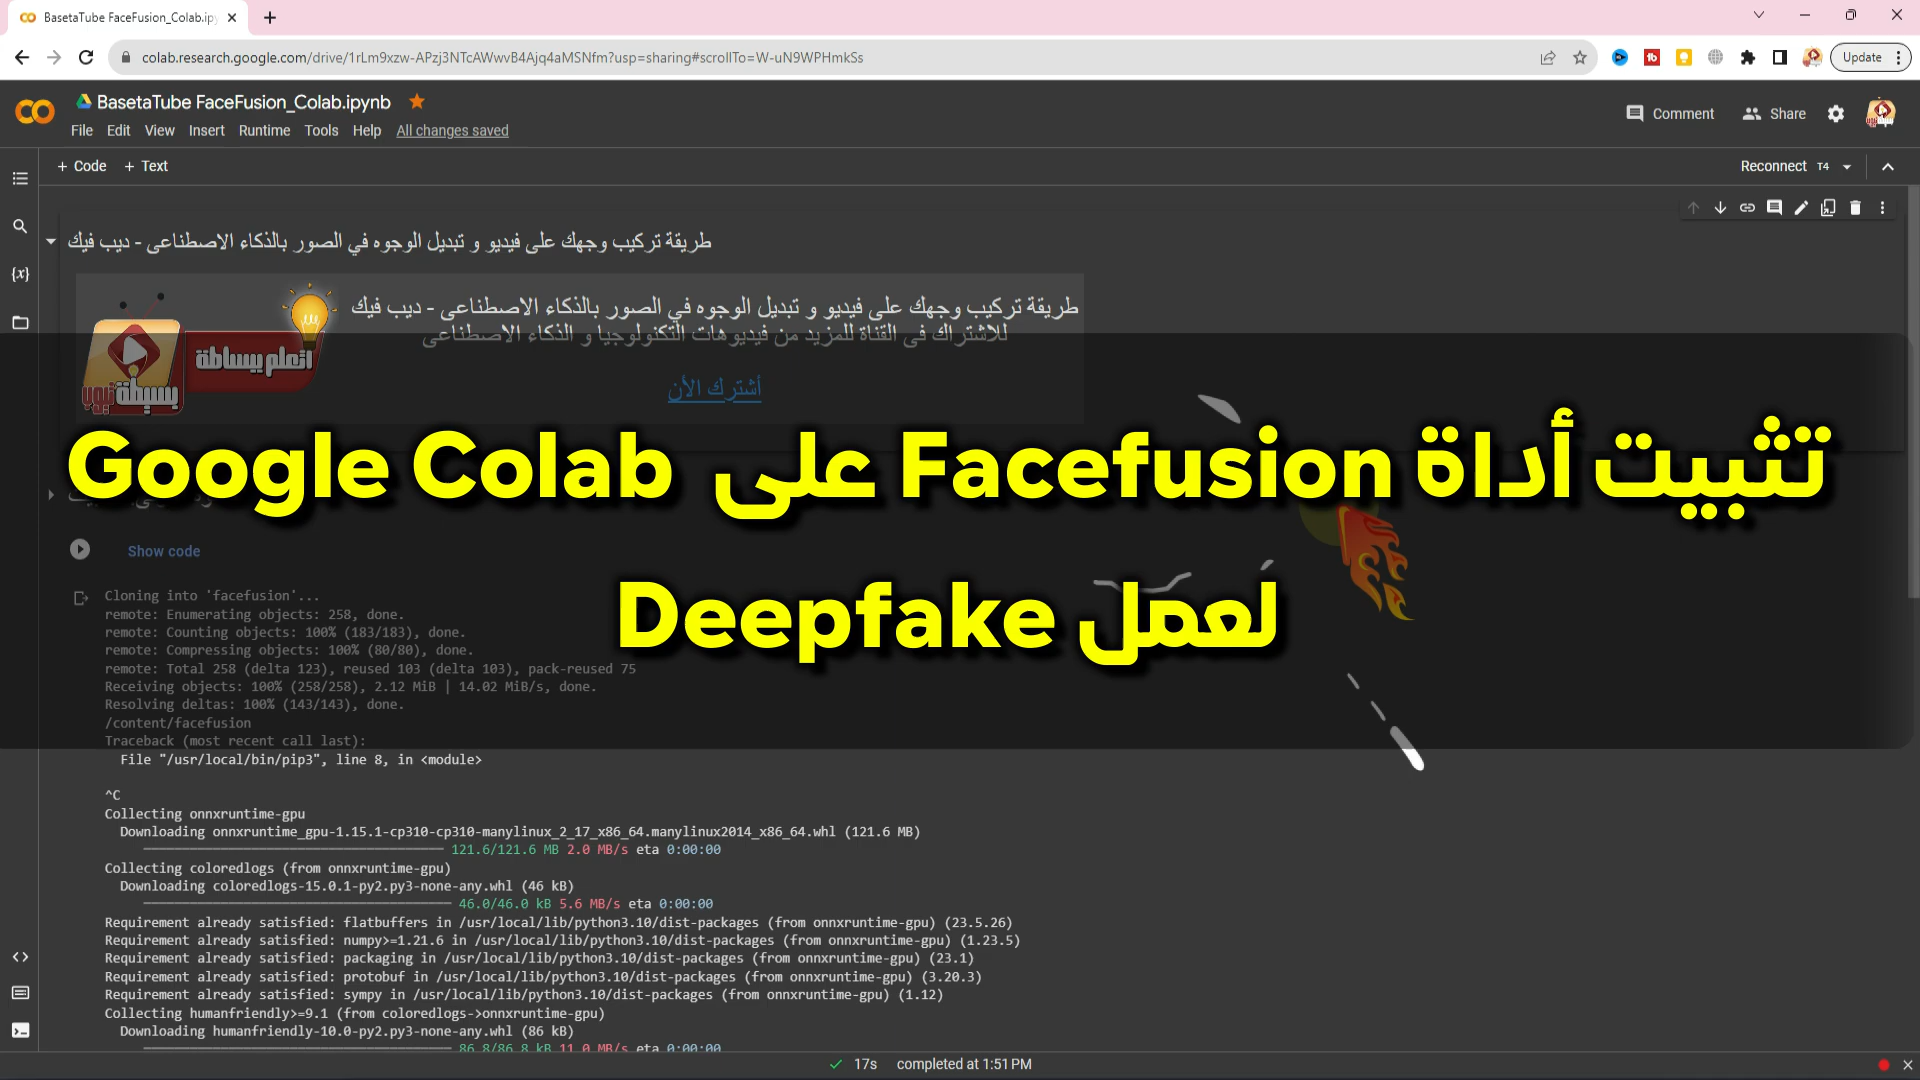 BasetaTube FaceFusion_Colab.ipy
colab.research.google.com/drive/1rLm9xzw-APzj3NTcAWwvB4Ajq4aMSNfm?usp=sharing#scrollTo=W-uN9WPHmkSs
Update
BasetaTube FaceFusion_Colab.ipynb
File Edit View Insert Runtime Tools Help All changes saved
Comment Share
+ Code + Text
Reconnect T4
طريقة تركيب وجهك على فيديو و تبديل الوجوه في الصور بالذكاء الاصطناعى - ديب فيك
طريقة تركيب وجهك على فيديو و تبديل الوجوه في الصور بالذكاء الاصطناعى - ديب فيك
للاشتراك فى القناة للمزيد من فيديوهات التكنولوجيا و الذكاء الاصطناعى
اتعلم ببساطة
بسيطة تيوب
أشترك الأن
تثبيت أداة Facefusion على Google Colab
لعمل Deepfake
Show code
Cloning into 'facefusion'...
remote: Enumerating objects: 258, done.
remote: Counting objects: 100% (183/183), done.
remote: Compressing objects: 100% (80/80), done.
remote: Total 258 (delta 123), reused 103 (delta 103), pack-reused 75
Receiving objects: 100% (258/258), 2.12 MiB | 14.02 MiB/s, done.
Resolving deltas: 100% (143/143), done.
/content/facefusion
Traceback (most recent call last):
File "/usr/local/bin/pip3", line 8, in <module>
^C
Collecting onnxruntime-gpu
Downloading onnxruntime_gpu-1.15.1-cp310-cp310-manylinux_2_17_x86_64.manylinux2014_x86_64.whl (121.6 MB)
121.6/121.6 MB 2.0 MB/s eta 0:00:00
Collecting coloredlogs (from onnxruntime-gpu)
Downloading coloredlogs-15.0.1-py2.py3-none-any.whl (46 kB)
46.0/46.0 kB 5.6 MB/s eta 0:00:00
Requirement already satisfied: flatbuffers in /usr/local/lib/python3.10/dist-packages (from onnxruntime-gpu) (23.5.26)
Requirement already satisfied: numpy>=1.21.6 in /usr/local/lib/python3.10/dist-packages (from onnxruntime-gpu) (1.23.5)
Requirement already satisfied: packaging in /usr/local/lib/python3.10/dist-packages (from onnxruntime-gpu) (23.1)
Requirement already satisfied: protobuf in /usr/local/lib/python3.10/dist-packages (from onnxruntime-gpu) (3.20.3)
Requirement already satisfied: sympy in /usr/local/lib/python3.10/dist-packages (from onnxruntime-gpu) (1.12)
Collecting humanfriendly>=9.1 (from coloredlogs->onnxruntime-gpu)
Downloading humanfriendly-10.0-py2.py3-none-any.whl (86 kB)
86.8/86.8 kB 11.0 MB/s eta 0:00:00
17s completed at 1:51 PM